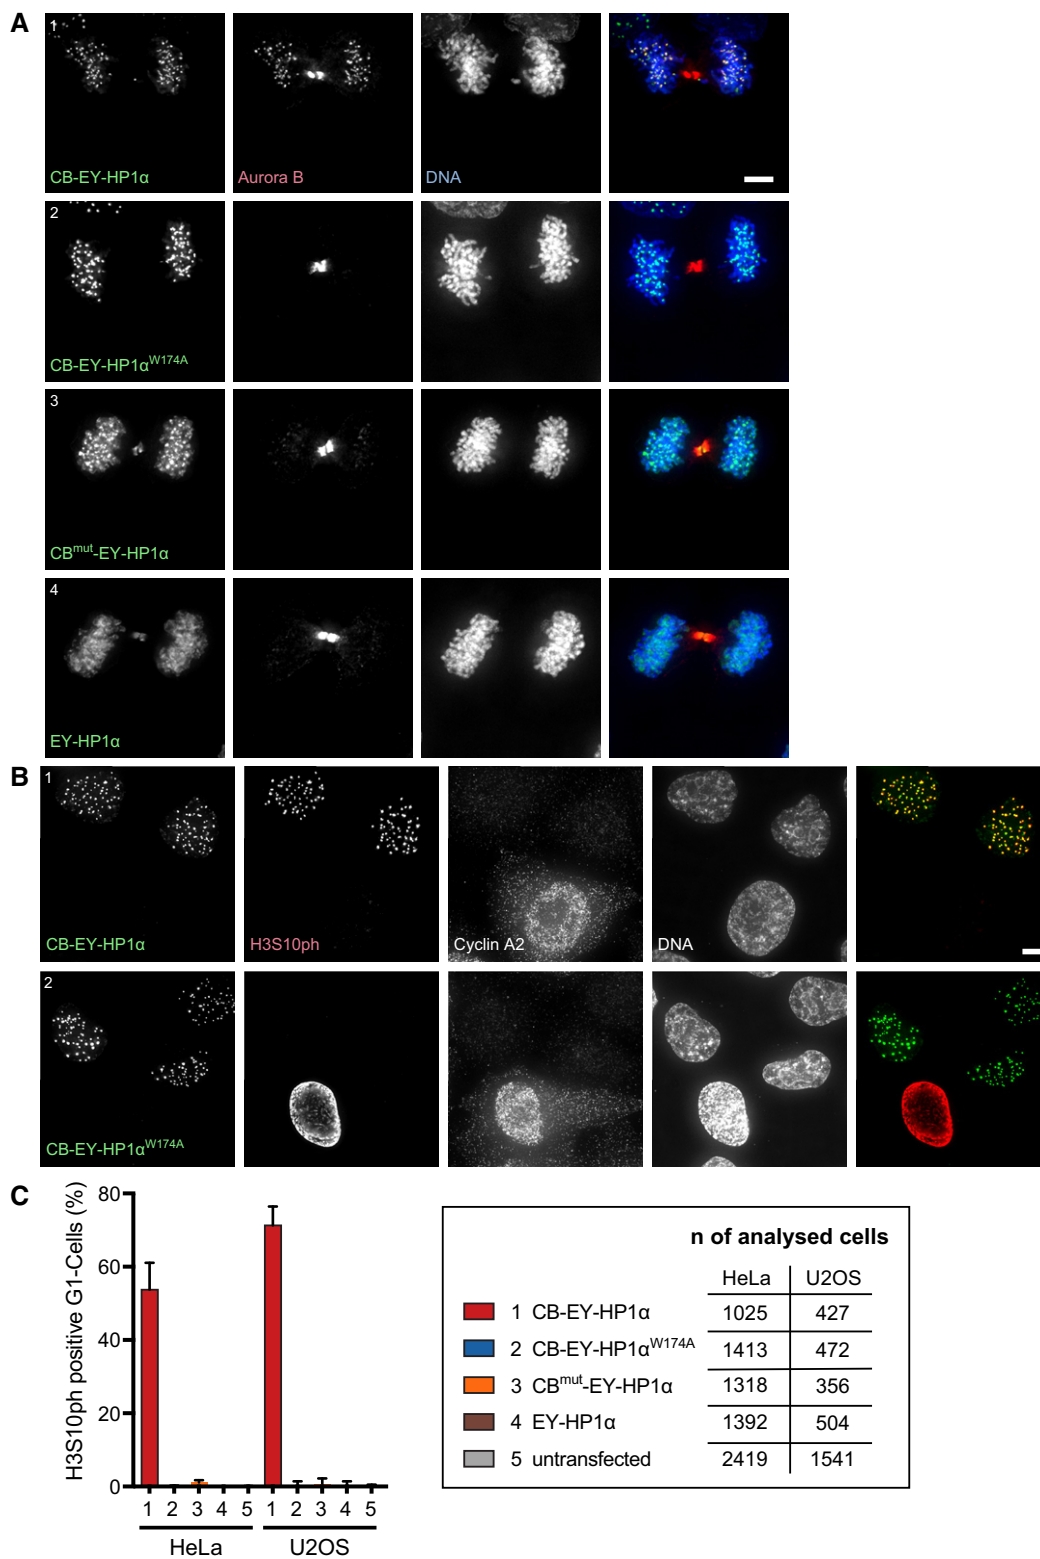 A
1
CB-EY-HP1α
Aurora B
DNA
2
CB-EY-HP1αW174A
3
CBmut-EY-HP1α
4
EY-HP1α
B
1
CB-EY-HP1α
H3S10ph
Cyclin A2
DNA
2
CB-EY-HP1αW174A
C
H3S10ph positive G1-Cells (%)
80
60
40
20
0
1 2 3 4 5 1 2 3 4 5
HeLa U2OS
n of analysed cells
HeLa U2OS
1 CB-EY-HP1α 1025 427
2 CB-EY-HP1αW174A 1413 472
3 CBmut-EY-HP1α 1318 356
4 EY-HP1α 1392 504
5 untransfected 2419 1541